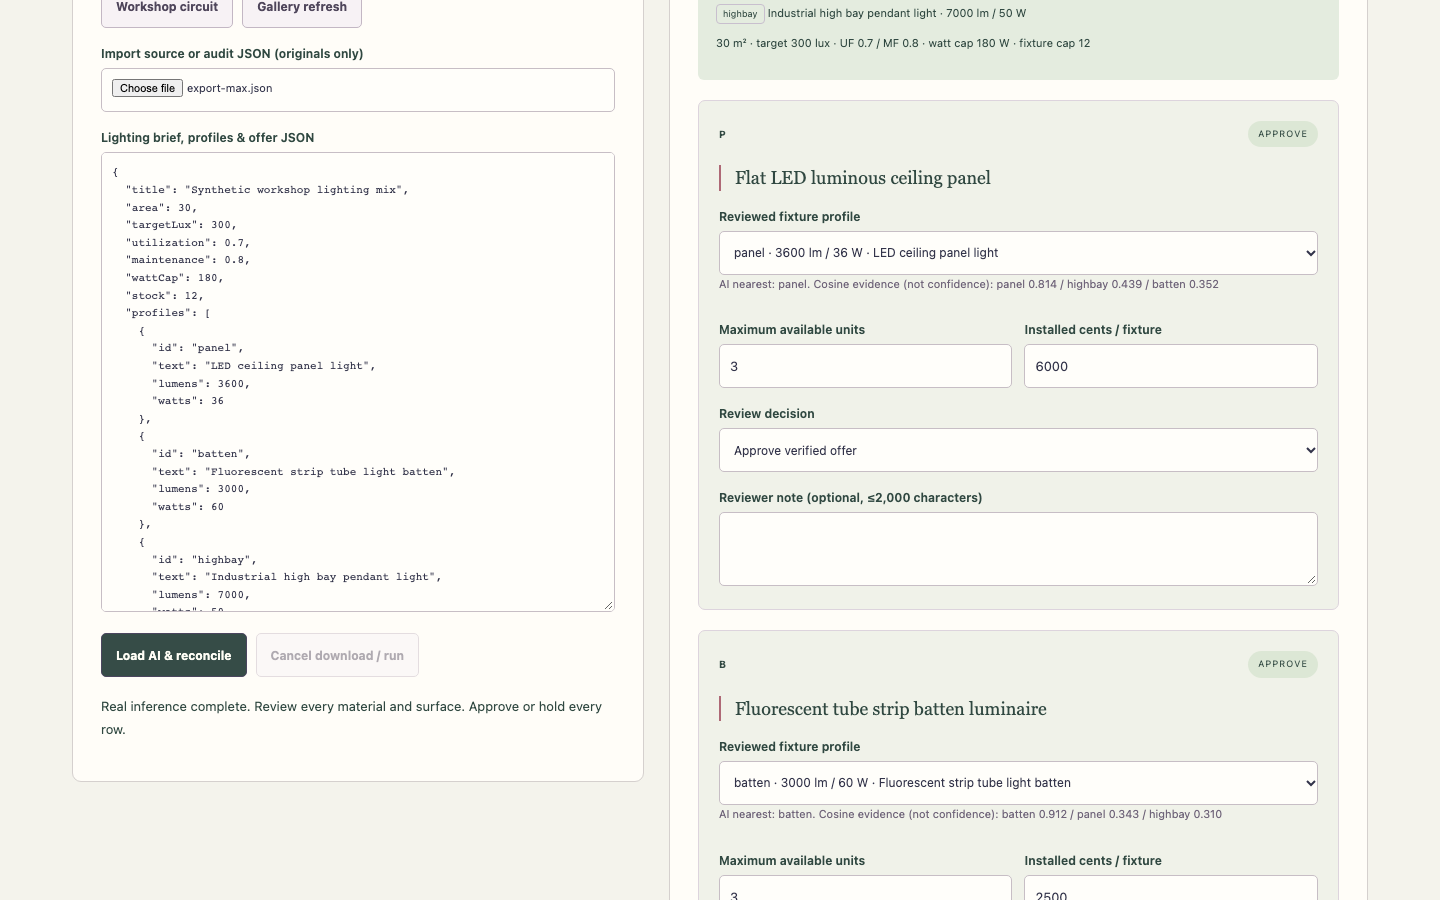 Workshop circuit
Gallery refresh
Import source or audit JSON (originals only)
Choose file export-max.json
Lighting brief, profiles & offer JSON
{
"title": "Synthetic workshop lighting mix",
"area": 30,
"targetLux": 300,
"utilization": 0.7,
"maintenance": 0.8,
"wattCap": 180,
"stock": 12,
"profiles": [
{
"id": "panel",
"text": "LED ceiling panel light",
"lumens": 3600,
"watts": 36
},
{
"id": "batten",
"text": "Fluorescent strip tube light batten",
"lumens": 3000,
"watts": 60
},
{
"id": "highbay",
"text": "Industrial high bay pendant light",
"lumens": 7000,
"watts": 50
Load AI & reconcile
Cancel download / run
Real inference complete. Review every material and surface. Approve or hold every
row.
highbay Industrial high bay pendant light · 7000 lm / 50 W
30 m² · target 300 lux · UF 0.7 / MF 0.8 · watt cap 180 W · fixture cap 12
P
APPROVE
Flat LED luminous ceiling panel
Reviewed fixture profile
panel · 3600 lm / 36 W · LED ceiling panel light
AI nearest: panel. Cosine evidence (not confidence): panel 0.814 / highbay 0.439 / batten 0.352
Maximum available units
Installed cents / fixture
3
6000
Review decision
Approve verified offer
Reviewer note (optional, ≤2,000 characters)
B
APPROVE
Fluorescent tube strip batten luminaire
Reviewed fixture profile
batten · 3000 lm / 60 W · Fluorescent strip tube light batten
AI nearest: batten. Cosine evidence (not confidence): batten 0.912 / panel 0.343 / highbay 0.310
Maximum available units
Installed cents / fixture
3
2500